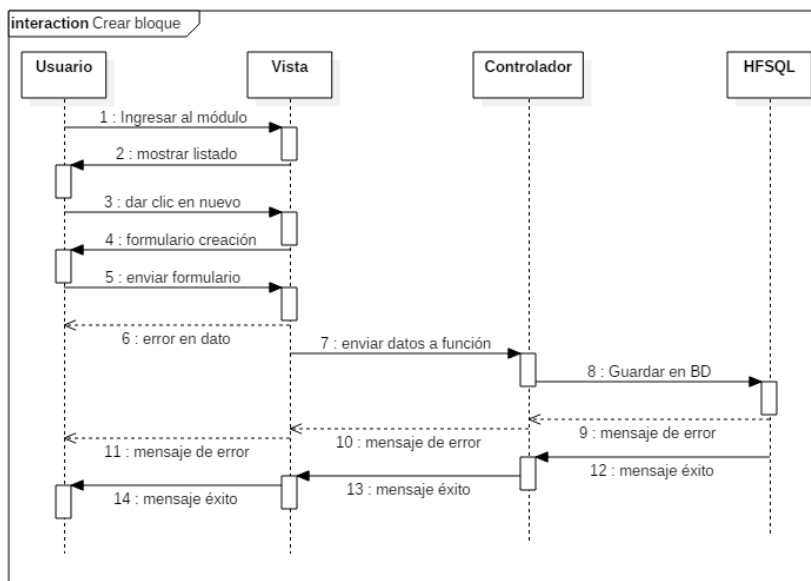 interaction Crear bloque
Usuario
Vista
Controlador
HFSQL
1 : Ingresar al módulo
2 : mostrar listado
3 : dar clic en nuevo
4 : formulario creación
5 : enviar formulario
6 : error en dato
7 : enviar datos a función
8 : Guardar en BD
9 : mensaje de error
10 : mensaje de error
11 : mensaje de error
12 : mensaje éxito
13 : mensaje éxito
14 : mensaje éxito